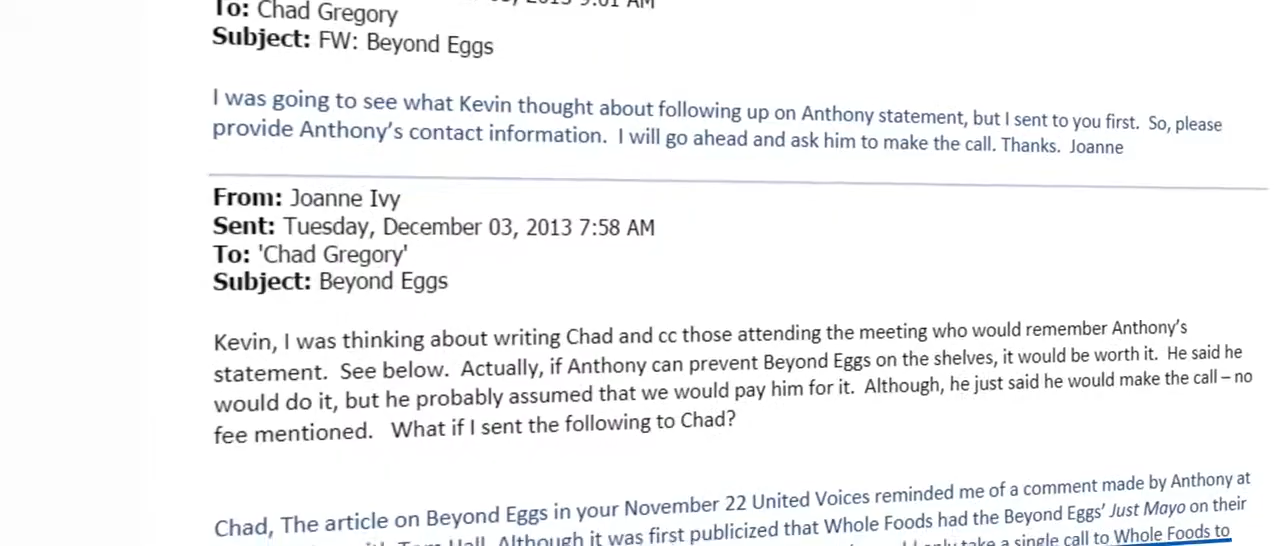 To: Chad Gregory
Subject: FW: Beyond Eggs
I was going to see what Kevin thought about following up on Anthony statement, but I sent to you first. So, please
provide Anthony's contact information. I will go ahead and ask him to make the call. Thanks. Joanne
From: Joanne Ivy
Sent: Tuesday, December 03, 2013 7:58 AM
To: 'Chad Gregory'
Subject: Beyond Eggs
Kevin, I was thinking about writing Chad and cc those attending the meeting who would remember Anthony's
statement. See below. Actually, if Anthony can prevent Beyond Eggs on the shelves, it would be worth it. He said he
would do it, but he probably assumed that we would pay him for it. Although, he just said he would make the call – no
fee mentioned. What if I sent the following to Chad?
Chad, The article on Beyond Eggs in your November 22 United Voices reminded me of a comment made by Anthony at
Although it was first publicized that Whole Foods had the Beyond Eggs' Just Mayo on their
take a single call to Whole Foods to